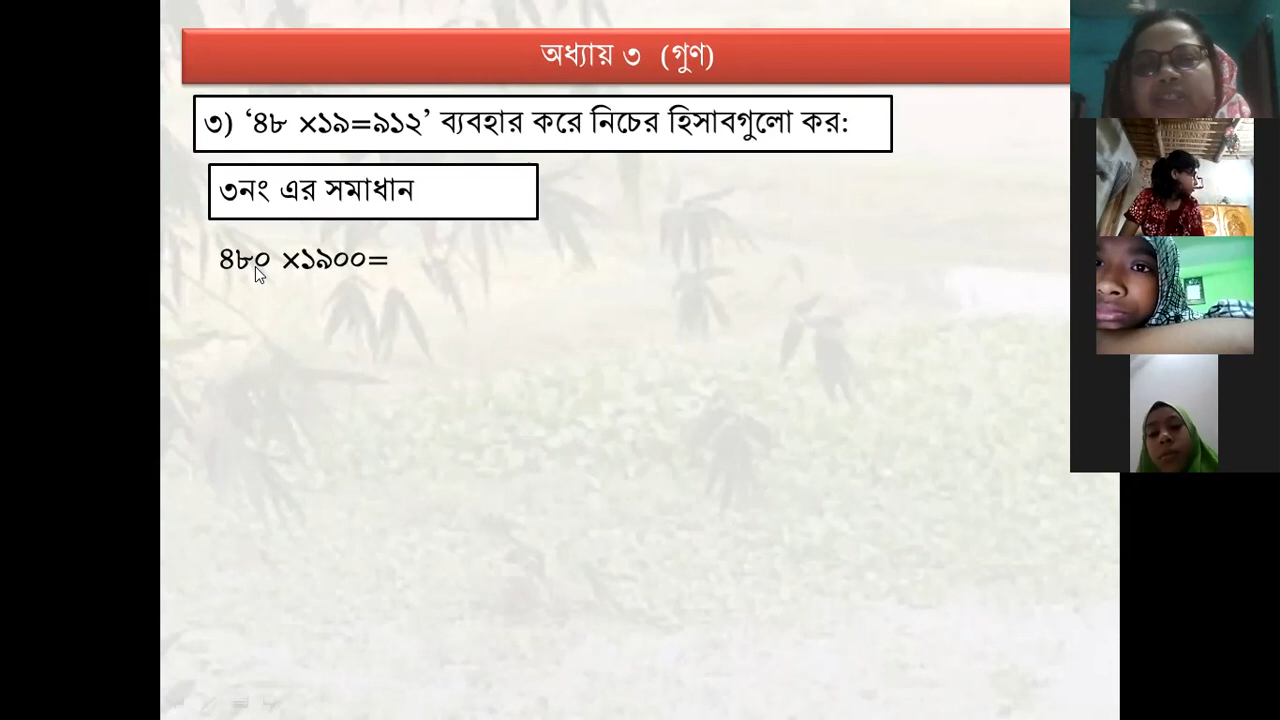 অধ্যায় ৩ (গুণ)
৩) ‘৪৮ ×১৯=৯১২’ ব্যবহার করে নিচের হিসাবগুলো কর:
৩নং এর সমাধান
৪৮০ ×১৯০০=